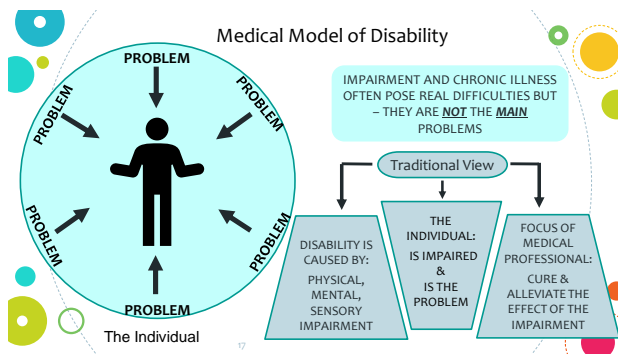 Medical Model of Disability
PROBLEM
PROBLEM
PROBLEM
PROBLEM
PROBLEM
PROBLEM
The Individual
IMPAIRMENT AND CHRONIC ILLNESS
OFTEN POSE REAL DIFFICULTIES BUT
– THEY ARE NOT THE MAIN
PROBLEMS
Traditional View
DISABILITY IS
CAUSED BY:
PHYSICAL,
MENTAL,
SENSORY
IMPAIRMENT
THE
INDIVIDUAL:
IS IMPAIRED
&
IS THE
PROBLEM
FOCUS OF
MEDICAL
PROFESSIONAL:
CURE &
ALLEVIATE THE
EFFECT OF THE
IMPAIRMENT
17